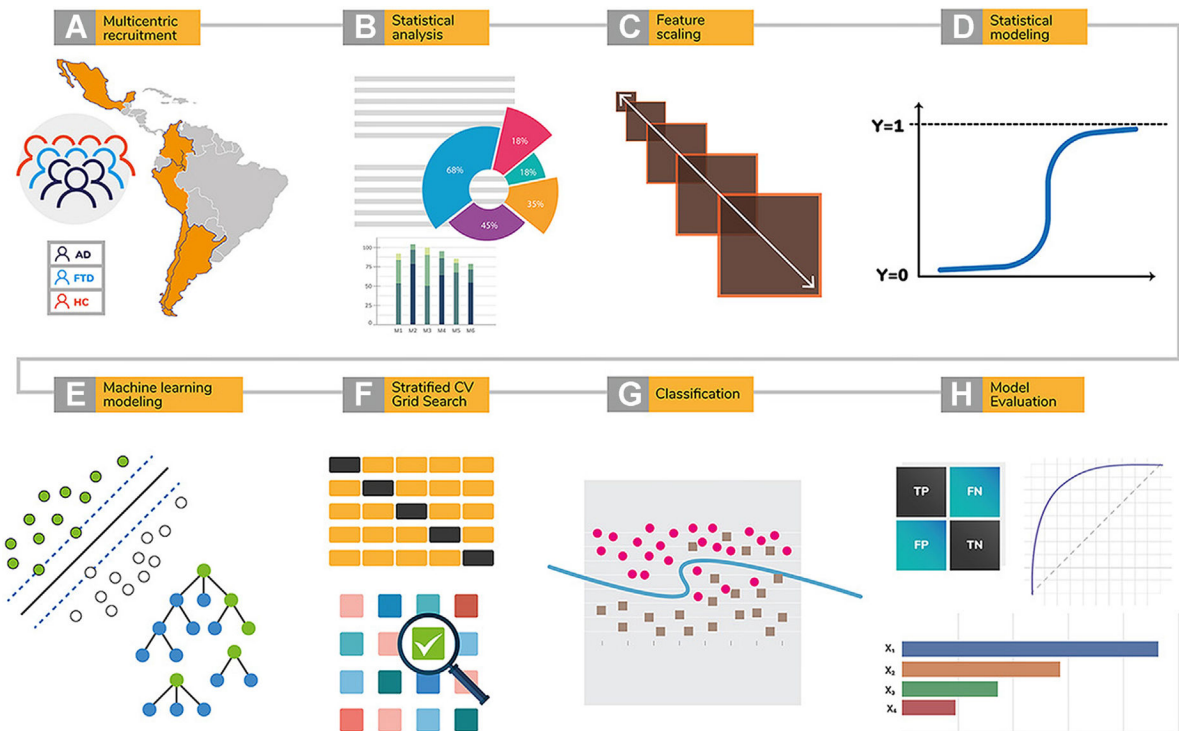 A Multicentric
recruitment
B Statistical
analysis
C Feature
scaling
D Statistical
modeling
AD
FTD
HC
68%
18%
18%
35%
45%
100
75
50
25
0
M1 M2 M3 M4 M5 M6
Y=1
Y=0
E Machine learning
modeling
F Stratified CV
Grid Search
G Classification
H Model
Evaluation
TP FN
FP TN
X₁
X₂
X₃
X₄